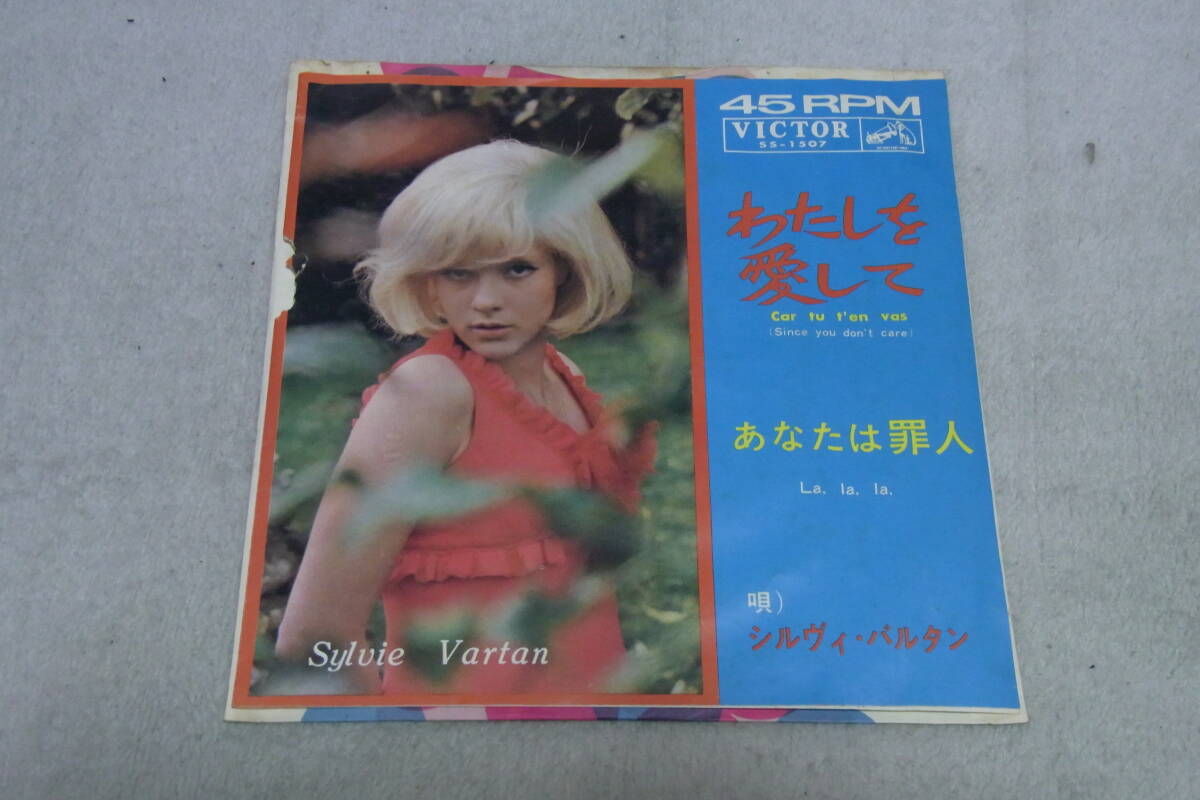 45 RPM
VICTOR
SS-1507
わたしを
愛して
Car tu t'en vas
(Since you don't care)
あなたは罪人
La, la, la,
唄)
シルヴィ・バルタン
Sylvie Vartan